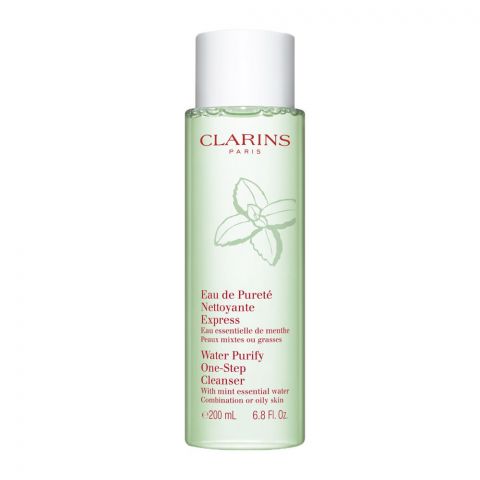 CLARINS
PARIS
Eau de Pureté
Nettoyante
Express
Eau essentielle de menthe
Peaux mixtes ou grasses
Water Purify
One-Step
Cleanser
With mint essential water
Combination or oily skin
℮200 mL 6.8 Fl. Oz.